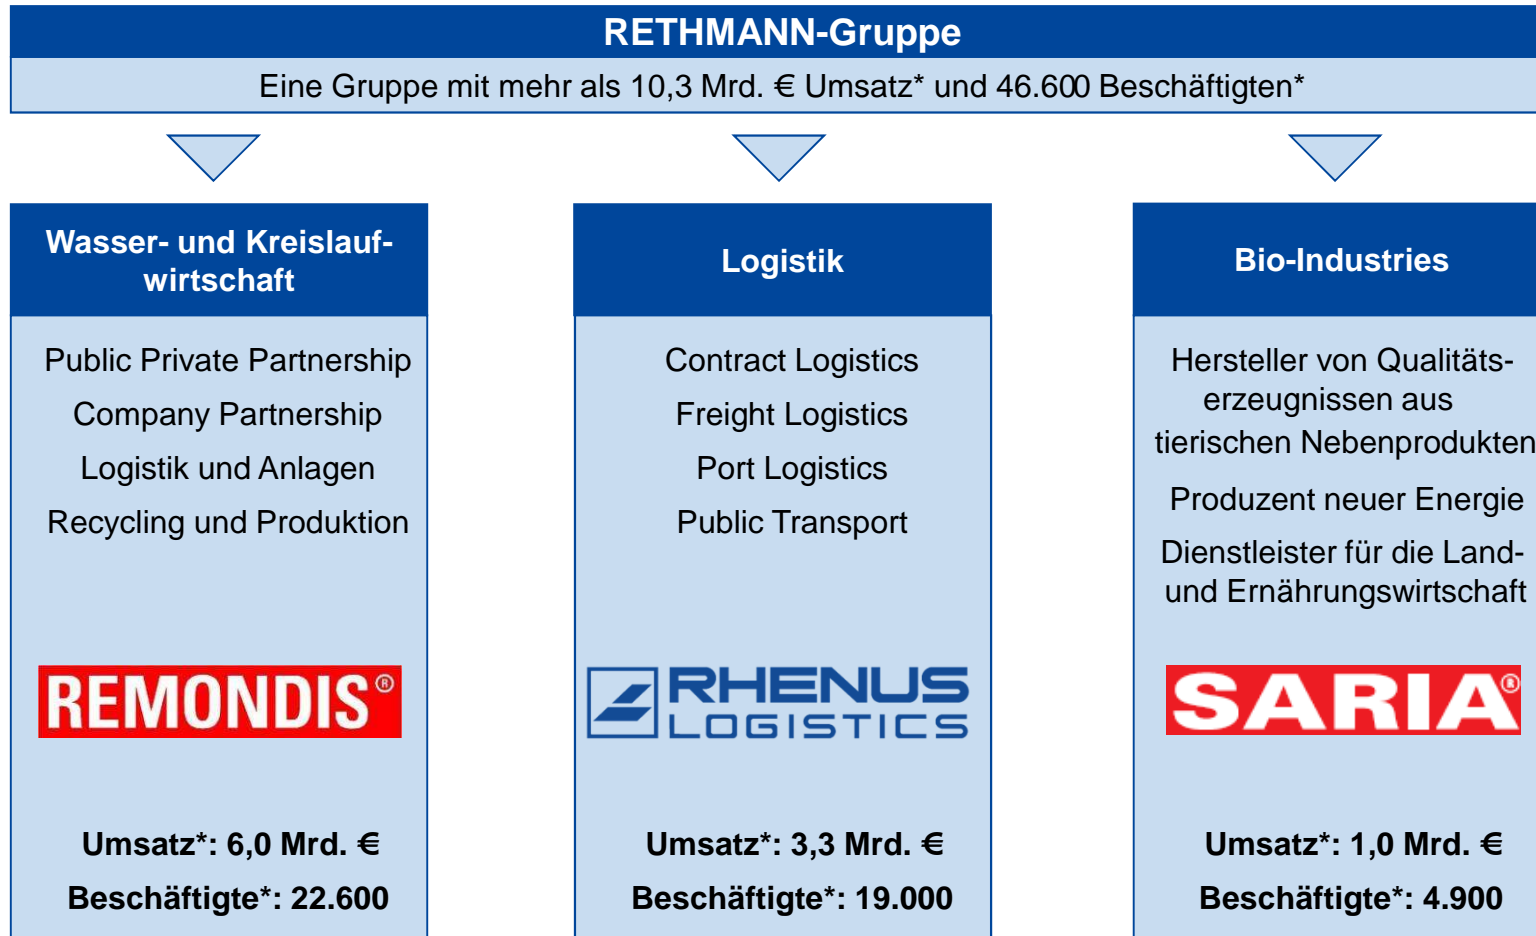 RETHMANN-Gruppe
Eine Gruppe mit mehr als 10,3 Mrd. € Umsatz* und 46.600 Beschäftigten*
Wasser- und Kreislauf-
wirtschaft
Public Private Partnership
Company Partnership
Logistik und Anlagen
Recycling und Produktion
REMONDIS®
Umsatz*: 6,0 Mrd. €
Beschäftigte*: 22.600
Logistik
Contract Logistics
Freight Logistics
Port Logistics
Public Transport
RHENUS
LOGISTICS
Umsatz*: 3,3 Mrd. €
Beschäftigte*: 19.000
Bio-Industries
Hersteller von Qualitäts-
erzeugnissen aus
tierischen Nebenprodukten
Produzent neuer Energie
Dienstleister für die Land-
und Ernährungswirtschaft
SARIA®
Umsatz*: 1,0 Mrd. €
Beschäftigte*: 4.900